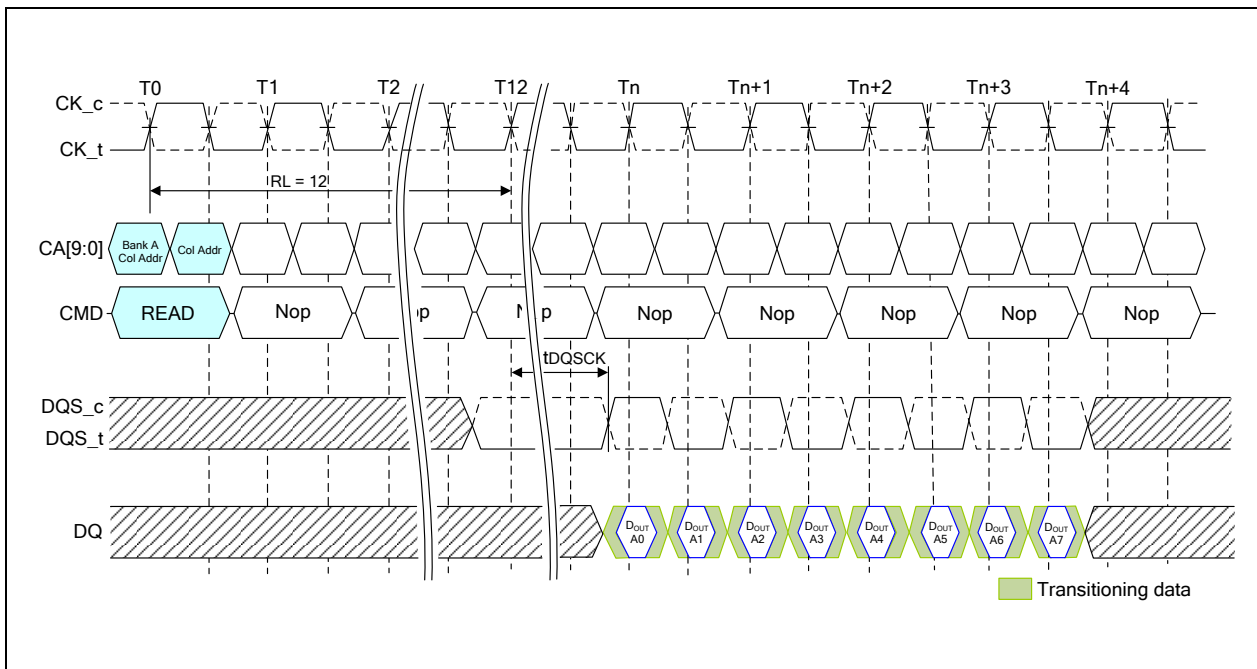 T0 T1 T2 T12 Tn Tn+1 Tn+2 Tn+3 Tn+4
CK_c
CK_t
RL = 12
CA[9:0]
Bank A
Col Addr
Col Addr
CMD
READ Nop Nop Nop Nop Nop Nop Nop
tDQSCK
DQS_c
DQS_t
DQ
DOUT A0
DOUT A1
DOUT A2
DOUT A3
DOUT A4
DOUT A5
DOUT A6
DOUT A7
Transitioning data